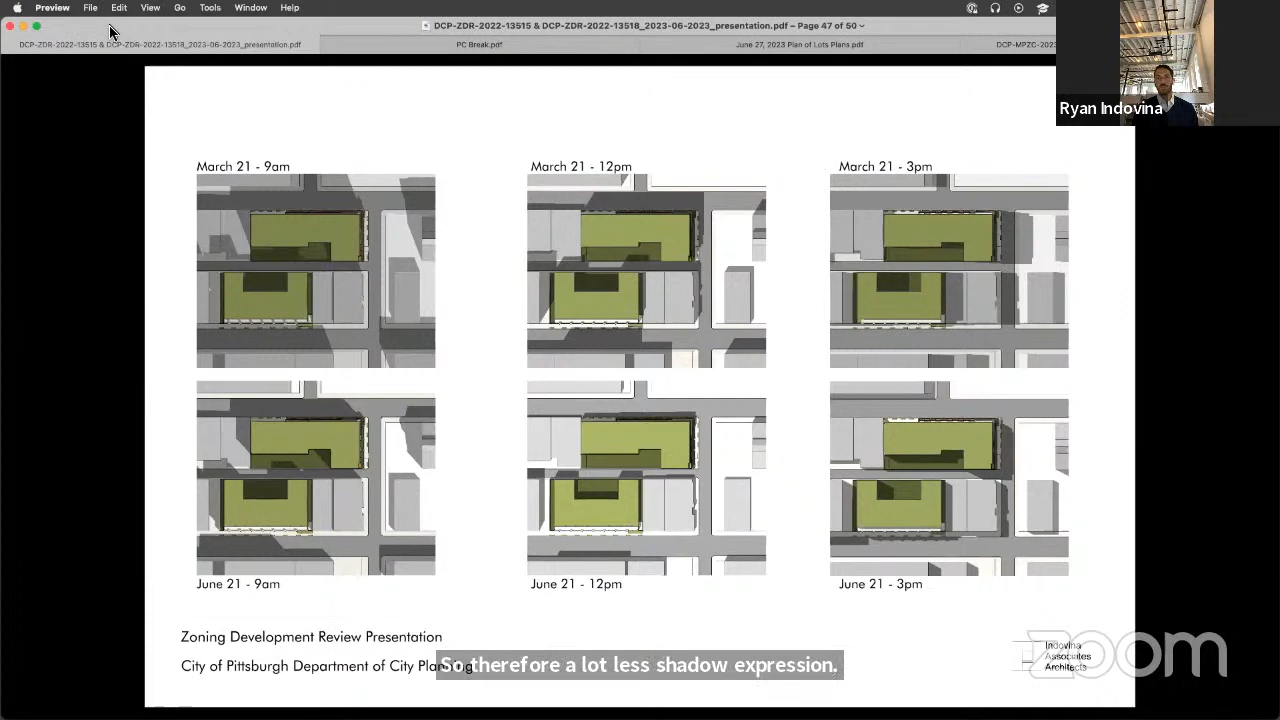 Preview File Edit View Go Tools Window Help
DCP-ZDR-2022-13515 & DCP-ZDR-2022-13518_2023-06-2023_presentation.pdf – Page 47 of 50
DCP-ZDR-2022-13515 & DCP-ZDR-2022-13518_2023-06-2023_presentation.pdf
PC Break.pdf
June 27, 2023 Plan of Lots Plans.pdf
DCP-MPZC-202
Ryan Indovina
March 21 - 9am
March 21 - 12pm
March 21 - 3pm
June 21 - 9am
June 21 - 12pm
June 21 - 3pm
Zoning Development Review Presentation
City of Pittsburgh Department of City Planning
So therefore a lot less shadow expression.
Indovina
Associates
Architects
zoom